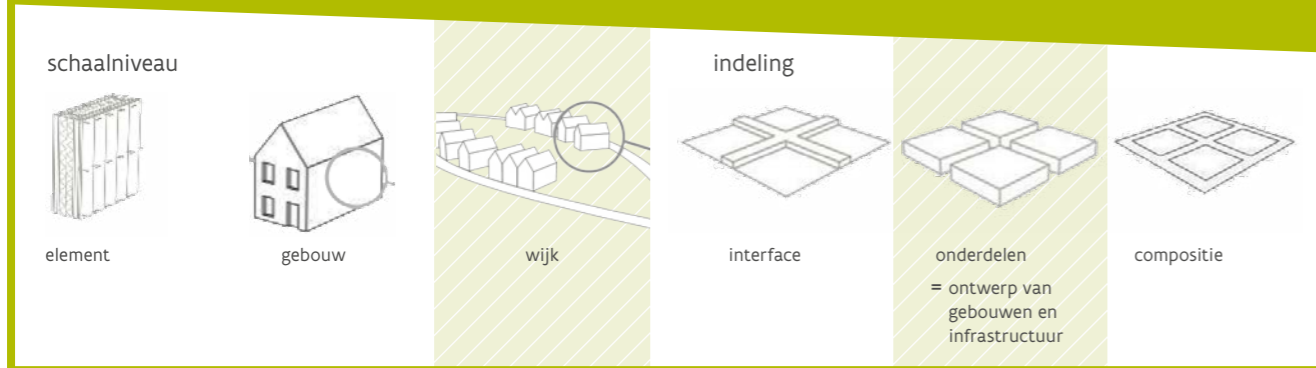 schaalniveau
indeling
element
gebouw
wijk
interface
onderdelen
= ontwerp van
gebouwen en
infrastructuur
compositie